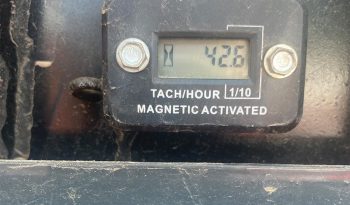 42.6
TACH/HOUR 1/10
MAGNETIC ACTIVATED